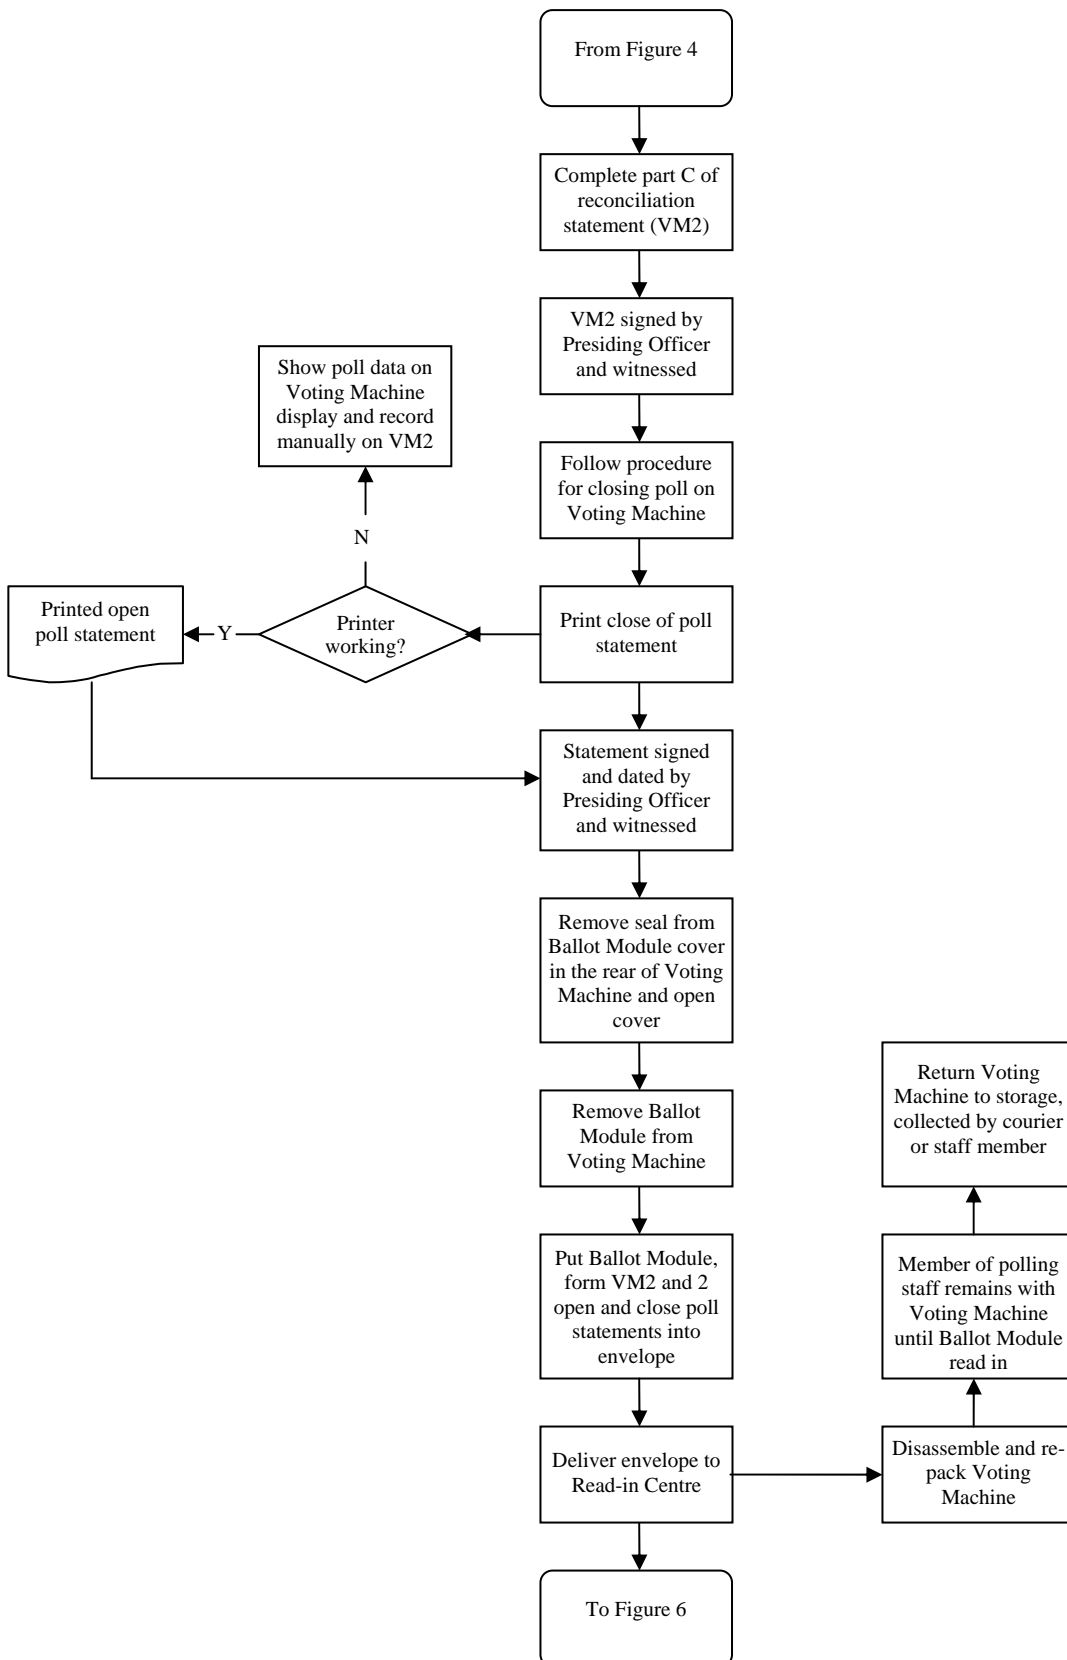 From Figure 4
Complete part C of
reconciliation
statement (VM2)
VM2 signed by
Presiding Officer
and witnessed
Show poll data on
Voting Machine
display and record
manually on VM2
Follow procedure
for closing poll on
Voting Machine
N
Printed open
poll statement
Y
Printer
working?
Print close of poll
statement
Statement signed
and dated by
Presiding Officer
and witnessed
Remove seal from
Ballot Module cover
in the rear of Voting
Machine and open
cover
Remove Ballot
Module from
Voting Machine
Return Voting
Machine to storage,
collected by courier
or staff member
Put Ballot Module,
form VM2 and 2
open and close poll
statements into
envelope
Member of polling
staff remains with
Voting Machine
until Ballot Module
read in
Deliver envelope to
Read-in Centre
Disassemble and re-
pack Voting
Machine
To Figure 6